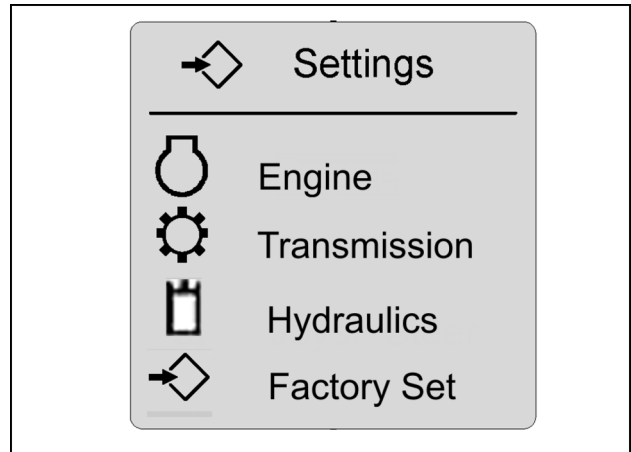 Settings
Engine
Transmission
Hydraulics
Factory Set